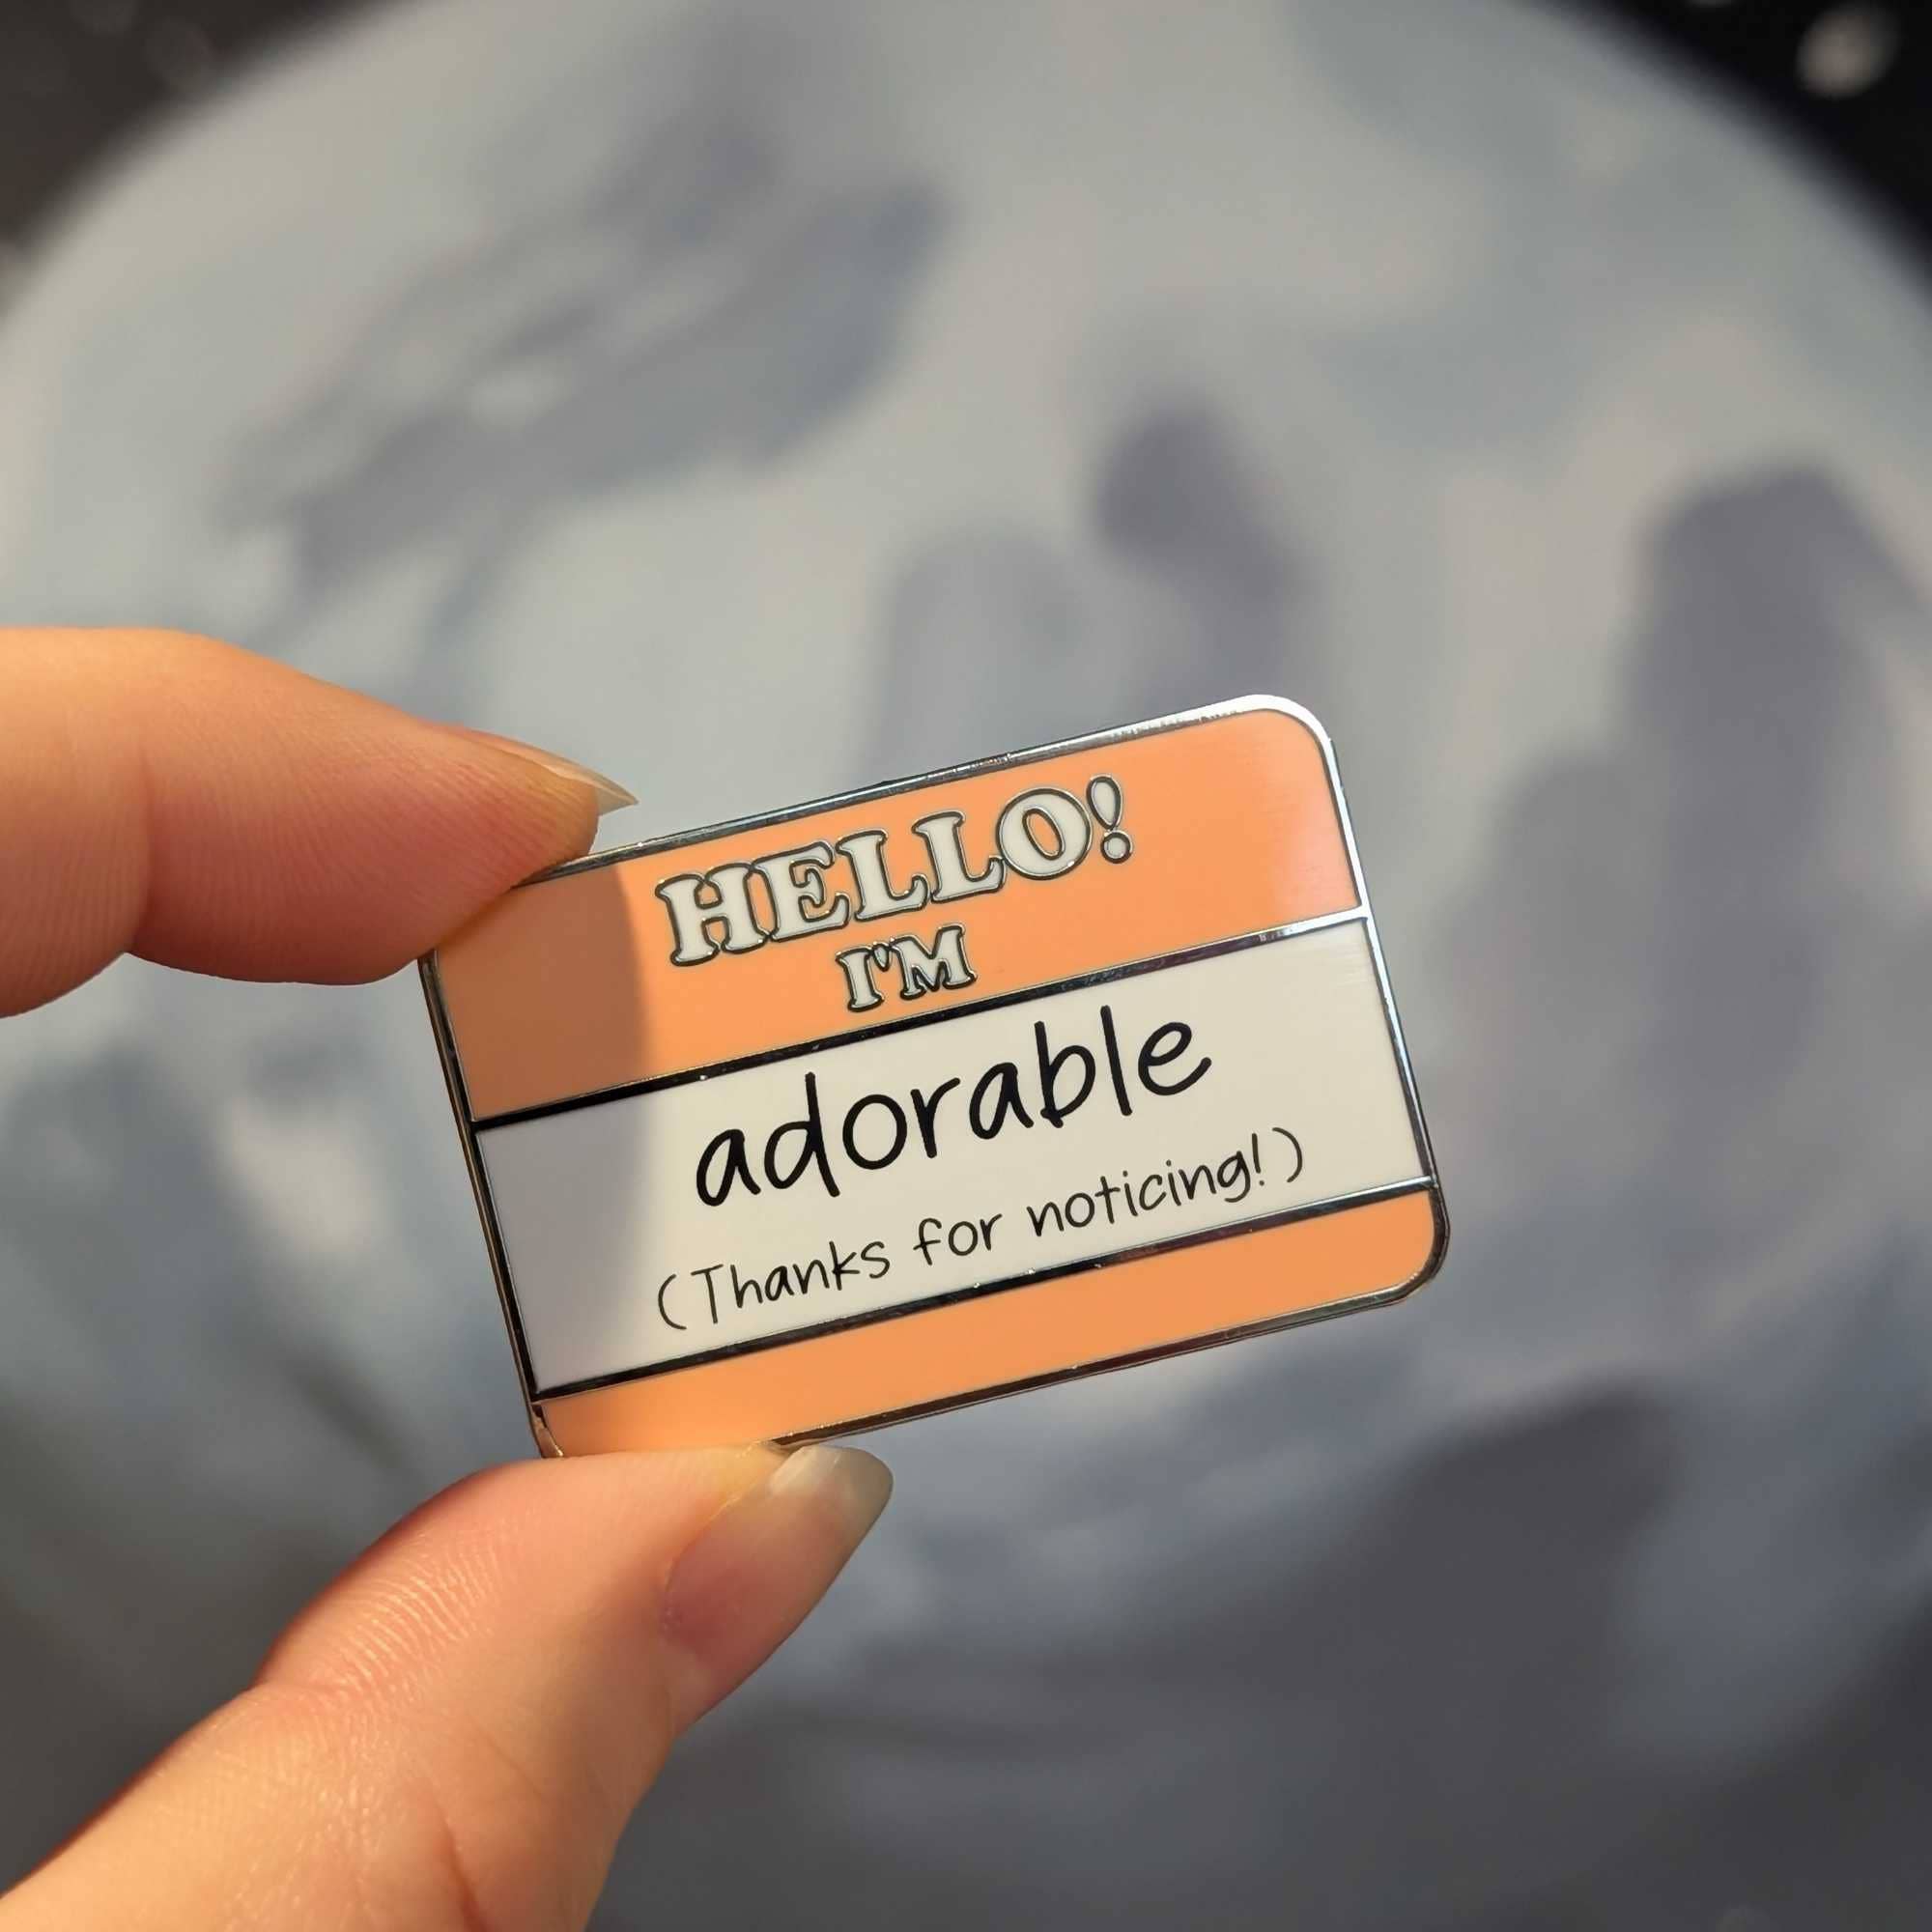 HELLO!
I'M
adorable
(Thanks for noticing!)